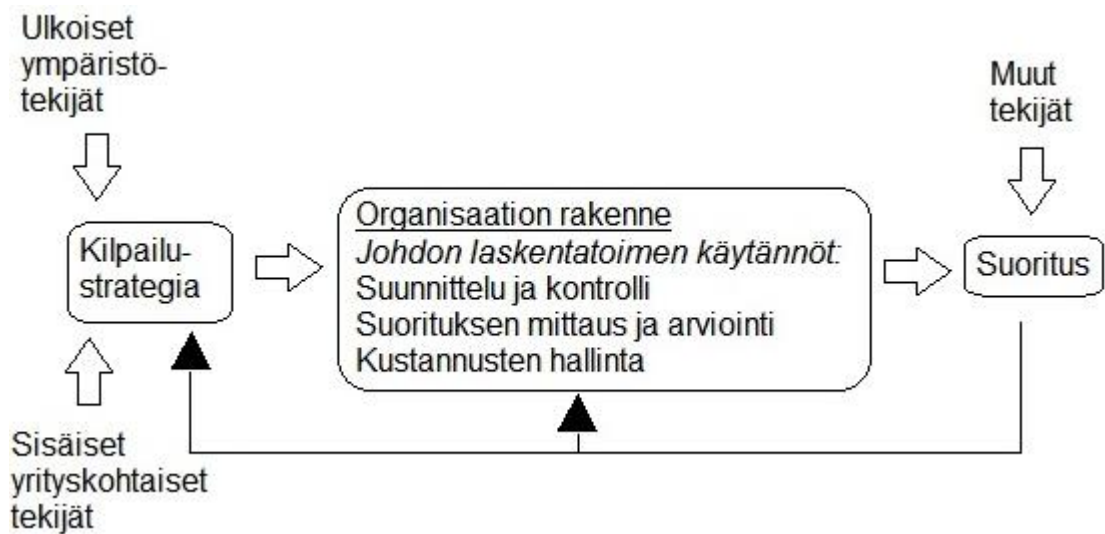 Ulkoiset
ympäristö-
tekijät
Muut
tekijät
Kilpailu-
strategia
Organisaation rakenne
Johdon laskentatoimen käytännöt:
Suunnittelu ja kontrolli
Suorituksen mittaus ja arviointi
Kustannusten hallinta
Suoritus
Sisäiset
yrityskohtaiset
tekijät